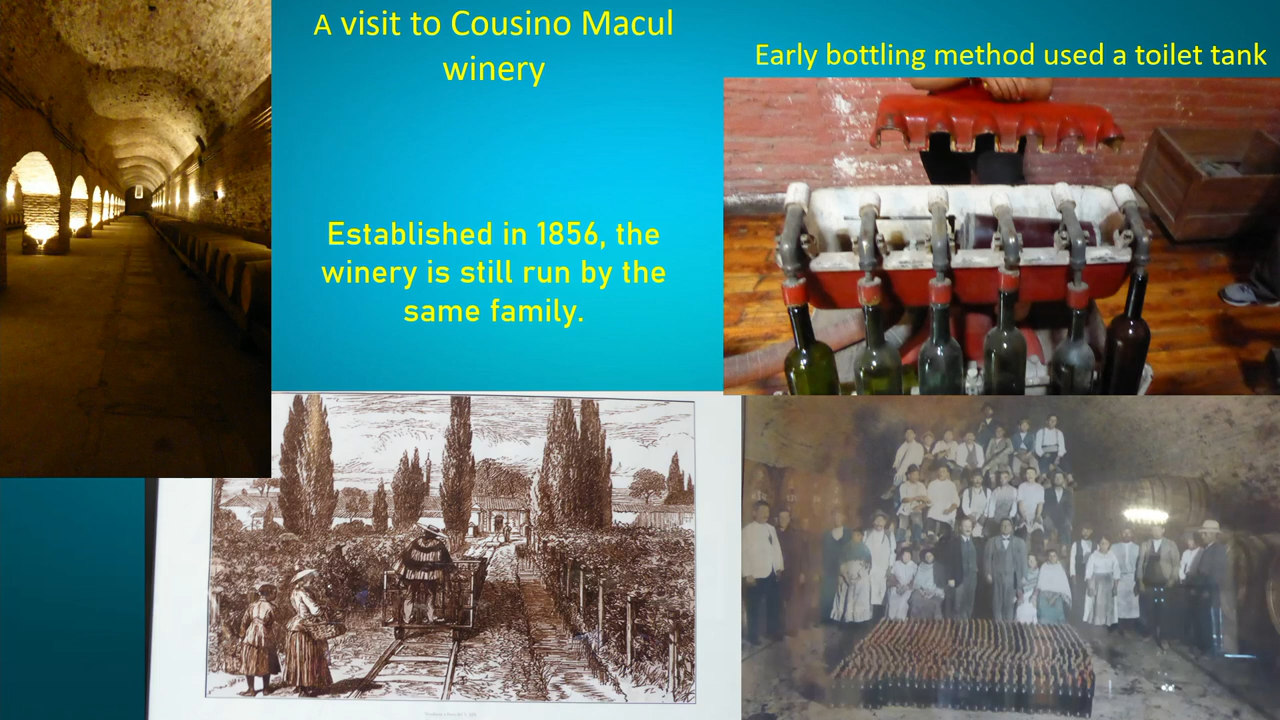 A visit to Cousino Macul
winery
Early bottling method used a toilet tank
Established in 1856, the
winery is still run by the
same family.